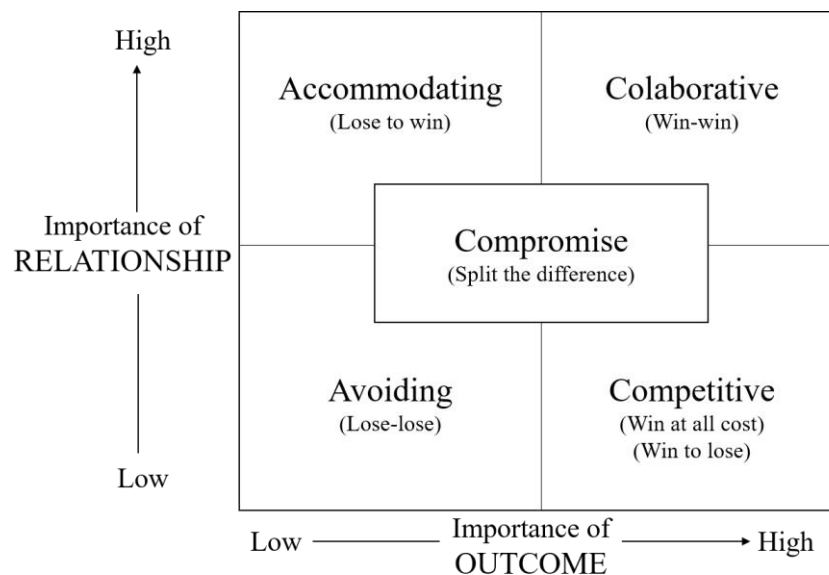 High
Accommodating
(Lose to win)
Colaborative
(Win-win)
Importance of
RELATIONSHIP
Compromise
(Split the difference)
Avoiding
(Lose-lose)
Competitive
(Win at all cost)
(Win to lose)
Low
Low
Importance of
OUTCOME
High